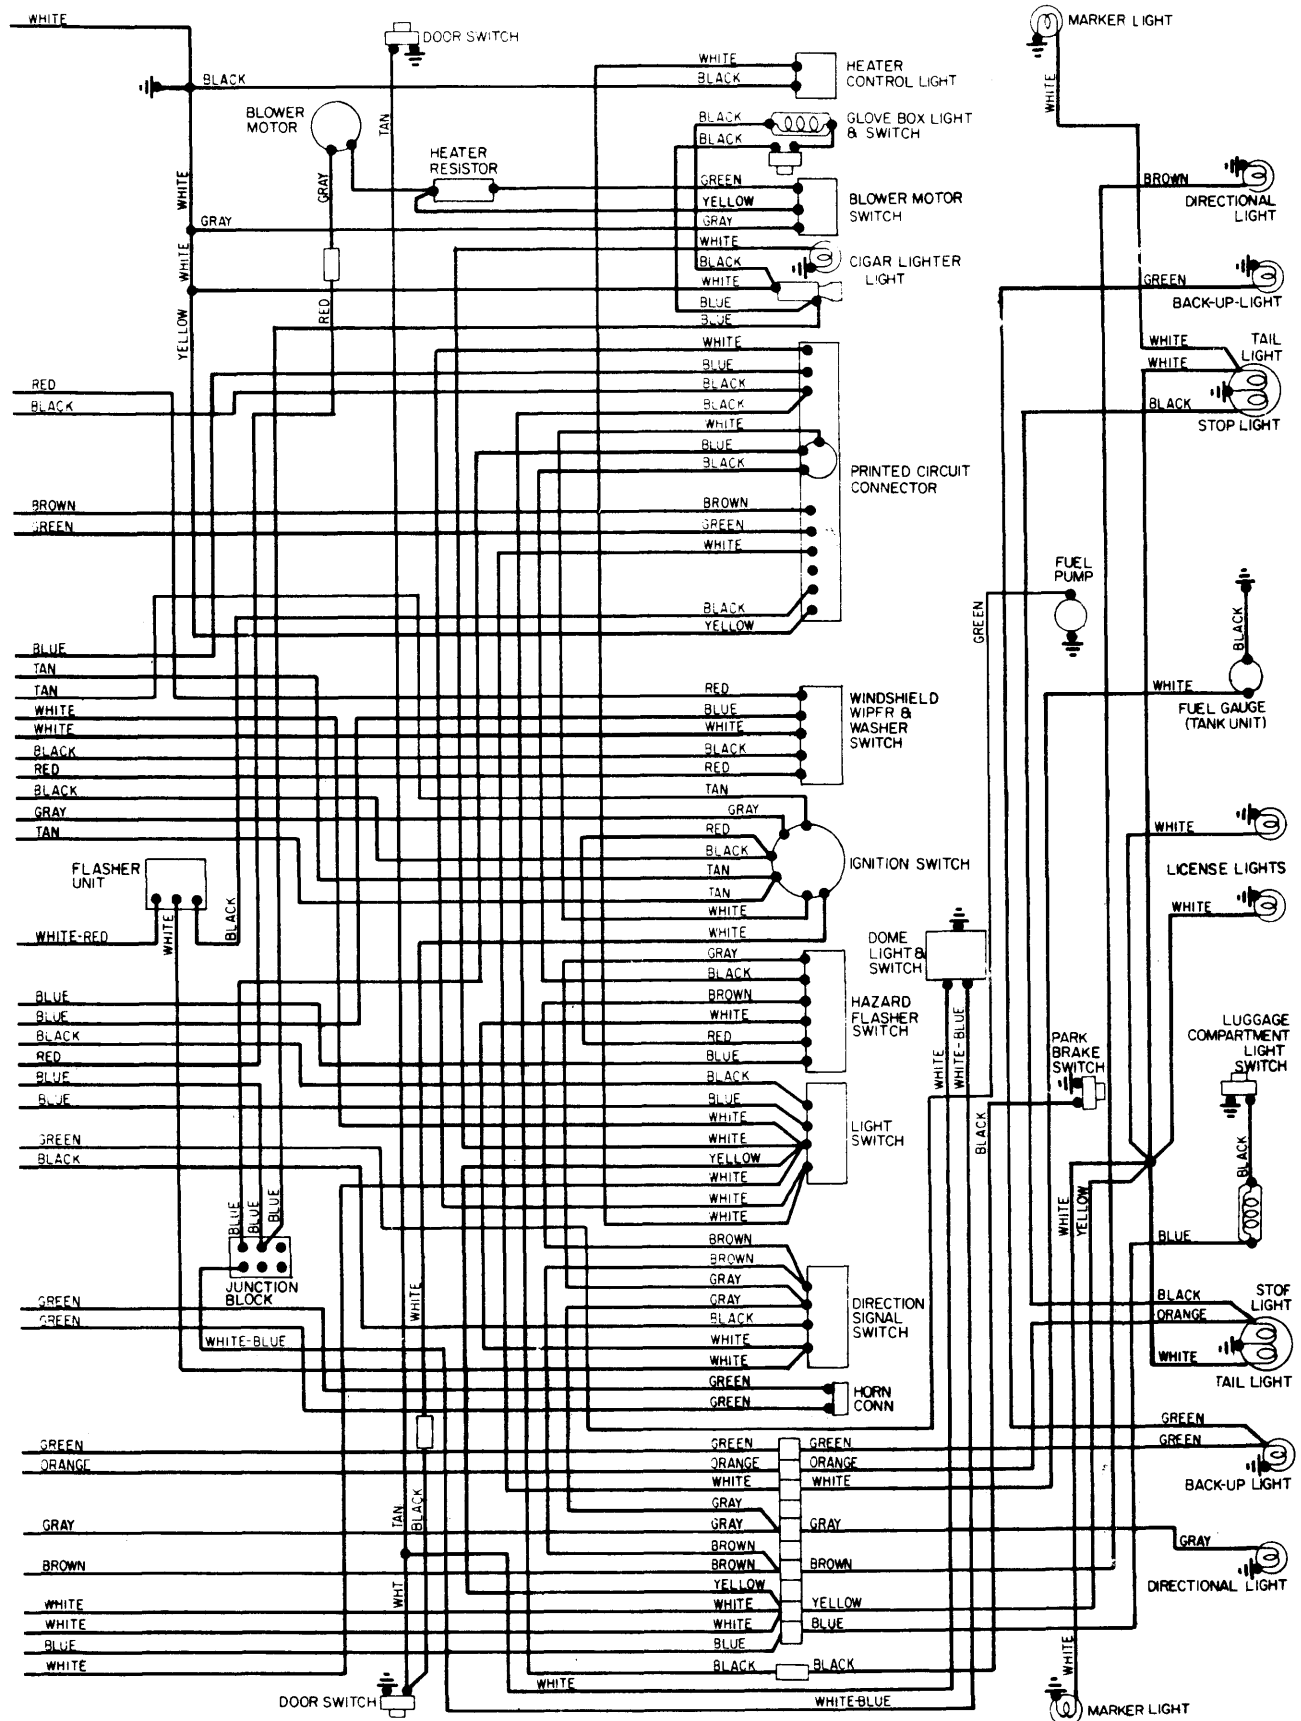 WHITE
DOOR SWITCH
MARKER LIGHT
WHITE
HEATER
CONTROL LIGHT
BLACK
BLACK
WHITE
BLOWER
MOTOR
TAN
BLACK
GLOVE BOX LIGHT
& SWITCH
BLACK
HEATER
RESISTOR
WHITE
GRAY
GREEN
YELLOW
GRAY
BLOWER MOTOR
SWITCH
BROWN
DIRECTIONAL
LIGHT
GRAY
WHITE
WHITE
BLACK
WHITE
BLUE
BLUE
CIGAR LIGHTER
LIGHT
GREEN
BACK-UP-LIGHT
RED
YELLOW
WHITE
BLUE
BLACK
BLACK
WHITE
BLUE
BLACK
WHITE
WHITE
TAIL
LIGHT
BLACK
STOP LIGHT
RED
BLACK
PRINTED CIRCUIT
CONNECTOR
BROWN
GREEN
BROWN
GREEN
WHITE
FUEL
PUMP
GREEN
BLACK
BLACK
YELLOW
BLUE
TAN
TAN
WHITE
WHITE
BLACK
RED
BLACK
GRAY
TAN
RED
BLUE
WHITE
BLACK
RED
WINDSHIELD
WIPER &
WASHER
SWITCH
WHITE
FUEL GAUGE
(TANK UNIT)
TAN
GRAY
RED
BLACK
TAN
TAN
WHITE
WHITE
IGNITION SWITCH
WHITE
LICENSE LIGHTS
WHITE
FLASHER
UNIT
WHITE-RED
WHITE
BLACK
DOME
LIGHT &
SWITCH
GRAY
BLACK
BROWN
WHITE
RED
BLUE
HAZARD
FLASHER
SWITCH
WHITE
WHITE-BLUE
BLACK
PARK
BRAKE
SWITCH
LUGGAGE
COMPARTMENT
LIGHT
SWITCH
BLUE
BLUE
BLACK
RED
BLUE
BLUE
GREEN
BLACK
BLACK
BLUE
WHITE
WHITE
YELLOW
WHITE
WHITE
WHITE
LIGHT
SWITCH
BLACK
WHITE
YELLOW
BLUE
BLUE
BLUE
BLUE
JUNCTION
BLOCK
WHITE
BROWN
BROWN
GRAY
GRAY
BLACK
WHITE
WHITE
DIRECTION
SIGNAL
SWITCH
BLACK
ORANGE
WHITE
STOF
LIGHT
TAIL LIGHT
GREEN
GREEN
WHITE-BLUE
GREEN
GREEN
HORN
CONN
GREEN
GREEN
BACK-UP LIGHT
GREEN
ORANGE
GREEN
ORANGE
WHITE
GRAY
GRAY
BROWN
BROWN
YELLOW
WHITE
WHITE
BLUE
BLACK
GREEN
ORANGE
WHITE
GRAY
BROWN
YELLOW
BLUE
BLACK
TAN
BLACK
GRAY
BROWN
WHT
WHITE
WHITE
BLUE
WHITE
GRAY
DIRECTIONAL LIGHT
WHITE
DOOR SWITCH
WHITE
WHITE-BLUE
MARKER LIGHT